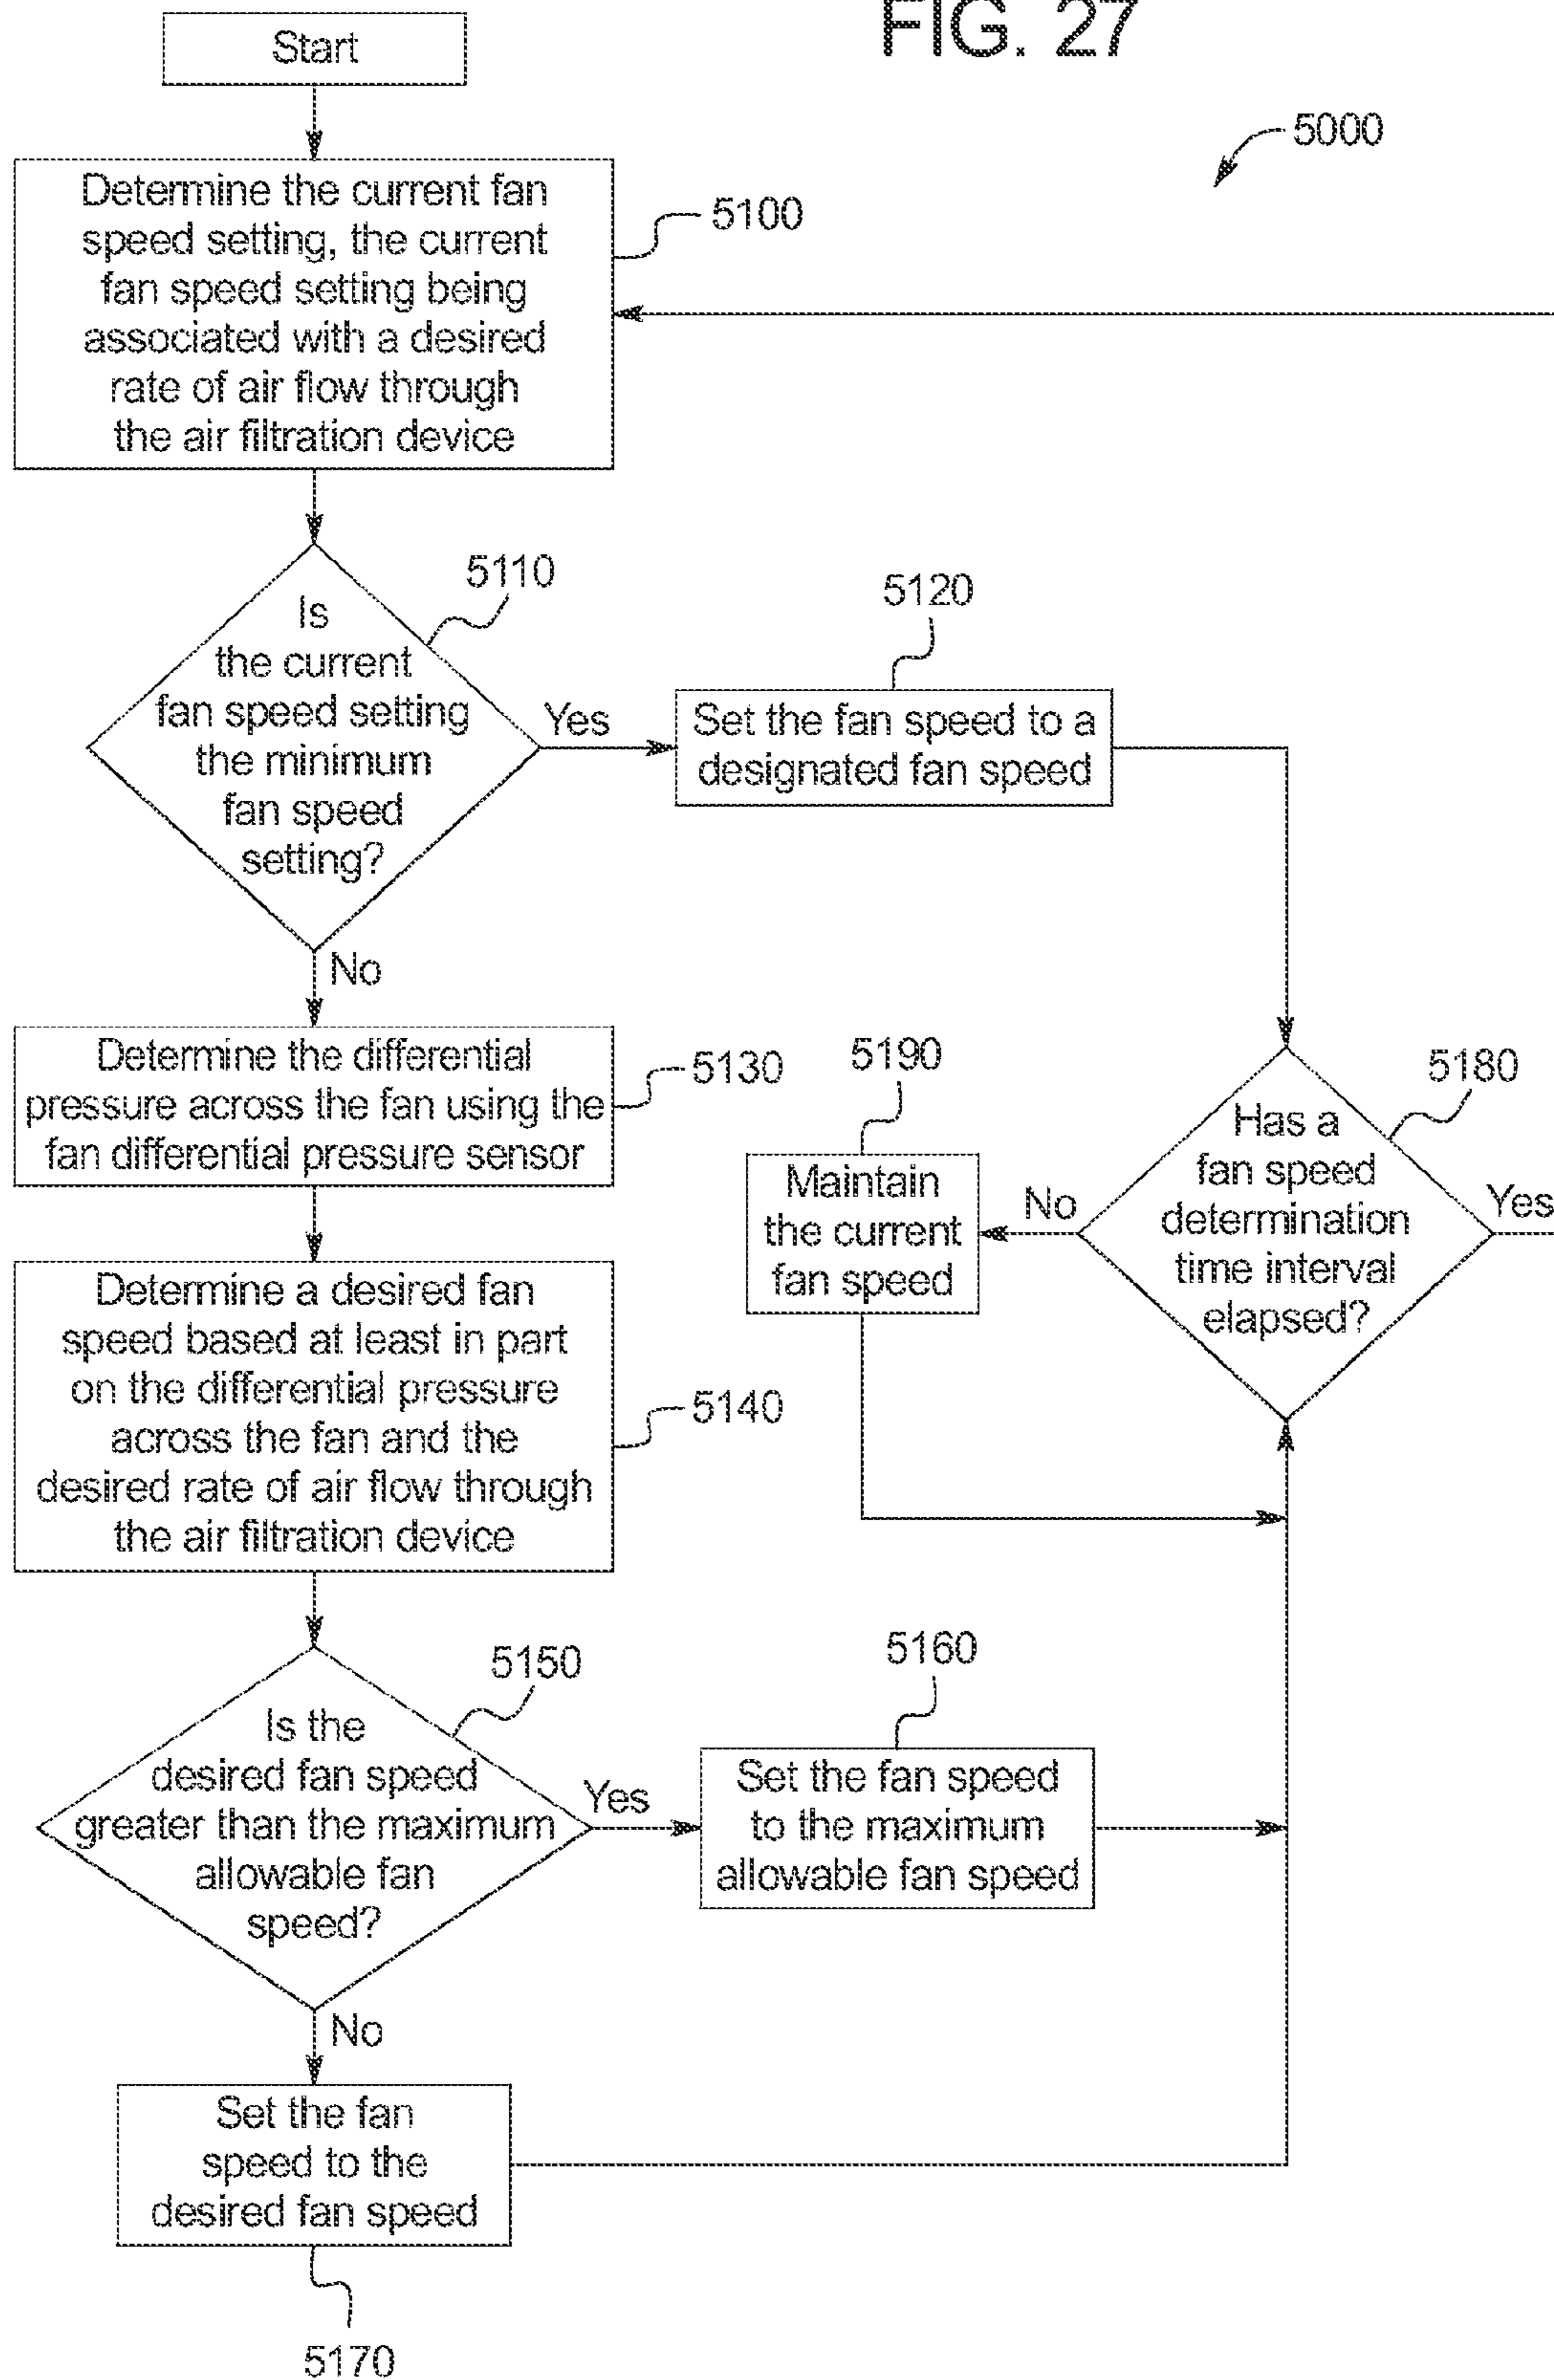 FIG. 27
Start
5000
Determine the current fan
speed setting, the current
fan speed setting being
associated with a desired
rate of air flow through
the air filtration device
5100
Is
the current
fan speed setting
the minimum
fan speed
setting?
5110
Yes
Set the fan speed to a
designated fan speed
5120
No
Determine the differential
pressure across the fan using the
fan differential pressure sensor
5130
Determine a desired fan
speed based at least in part
on the differential pressure
across the fan and the
desired rate of air flow through
the air filtration device
5140
Is the
desired fan speed
greater than the maximum
allowable fan
speed?
5150
Yes
Set the fan speed
to the maximum
allowable fan speed
5160
No
Set the fan
speed to the
desired fan speed
5170
Has a
fan speed
determination
time interval
elapsed?
5180
Yes
No
Maintain
the current
fan speed
5190